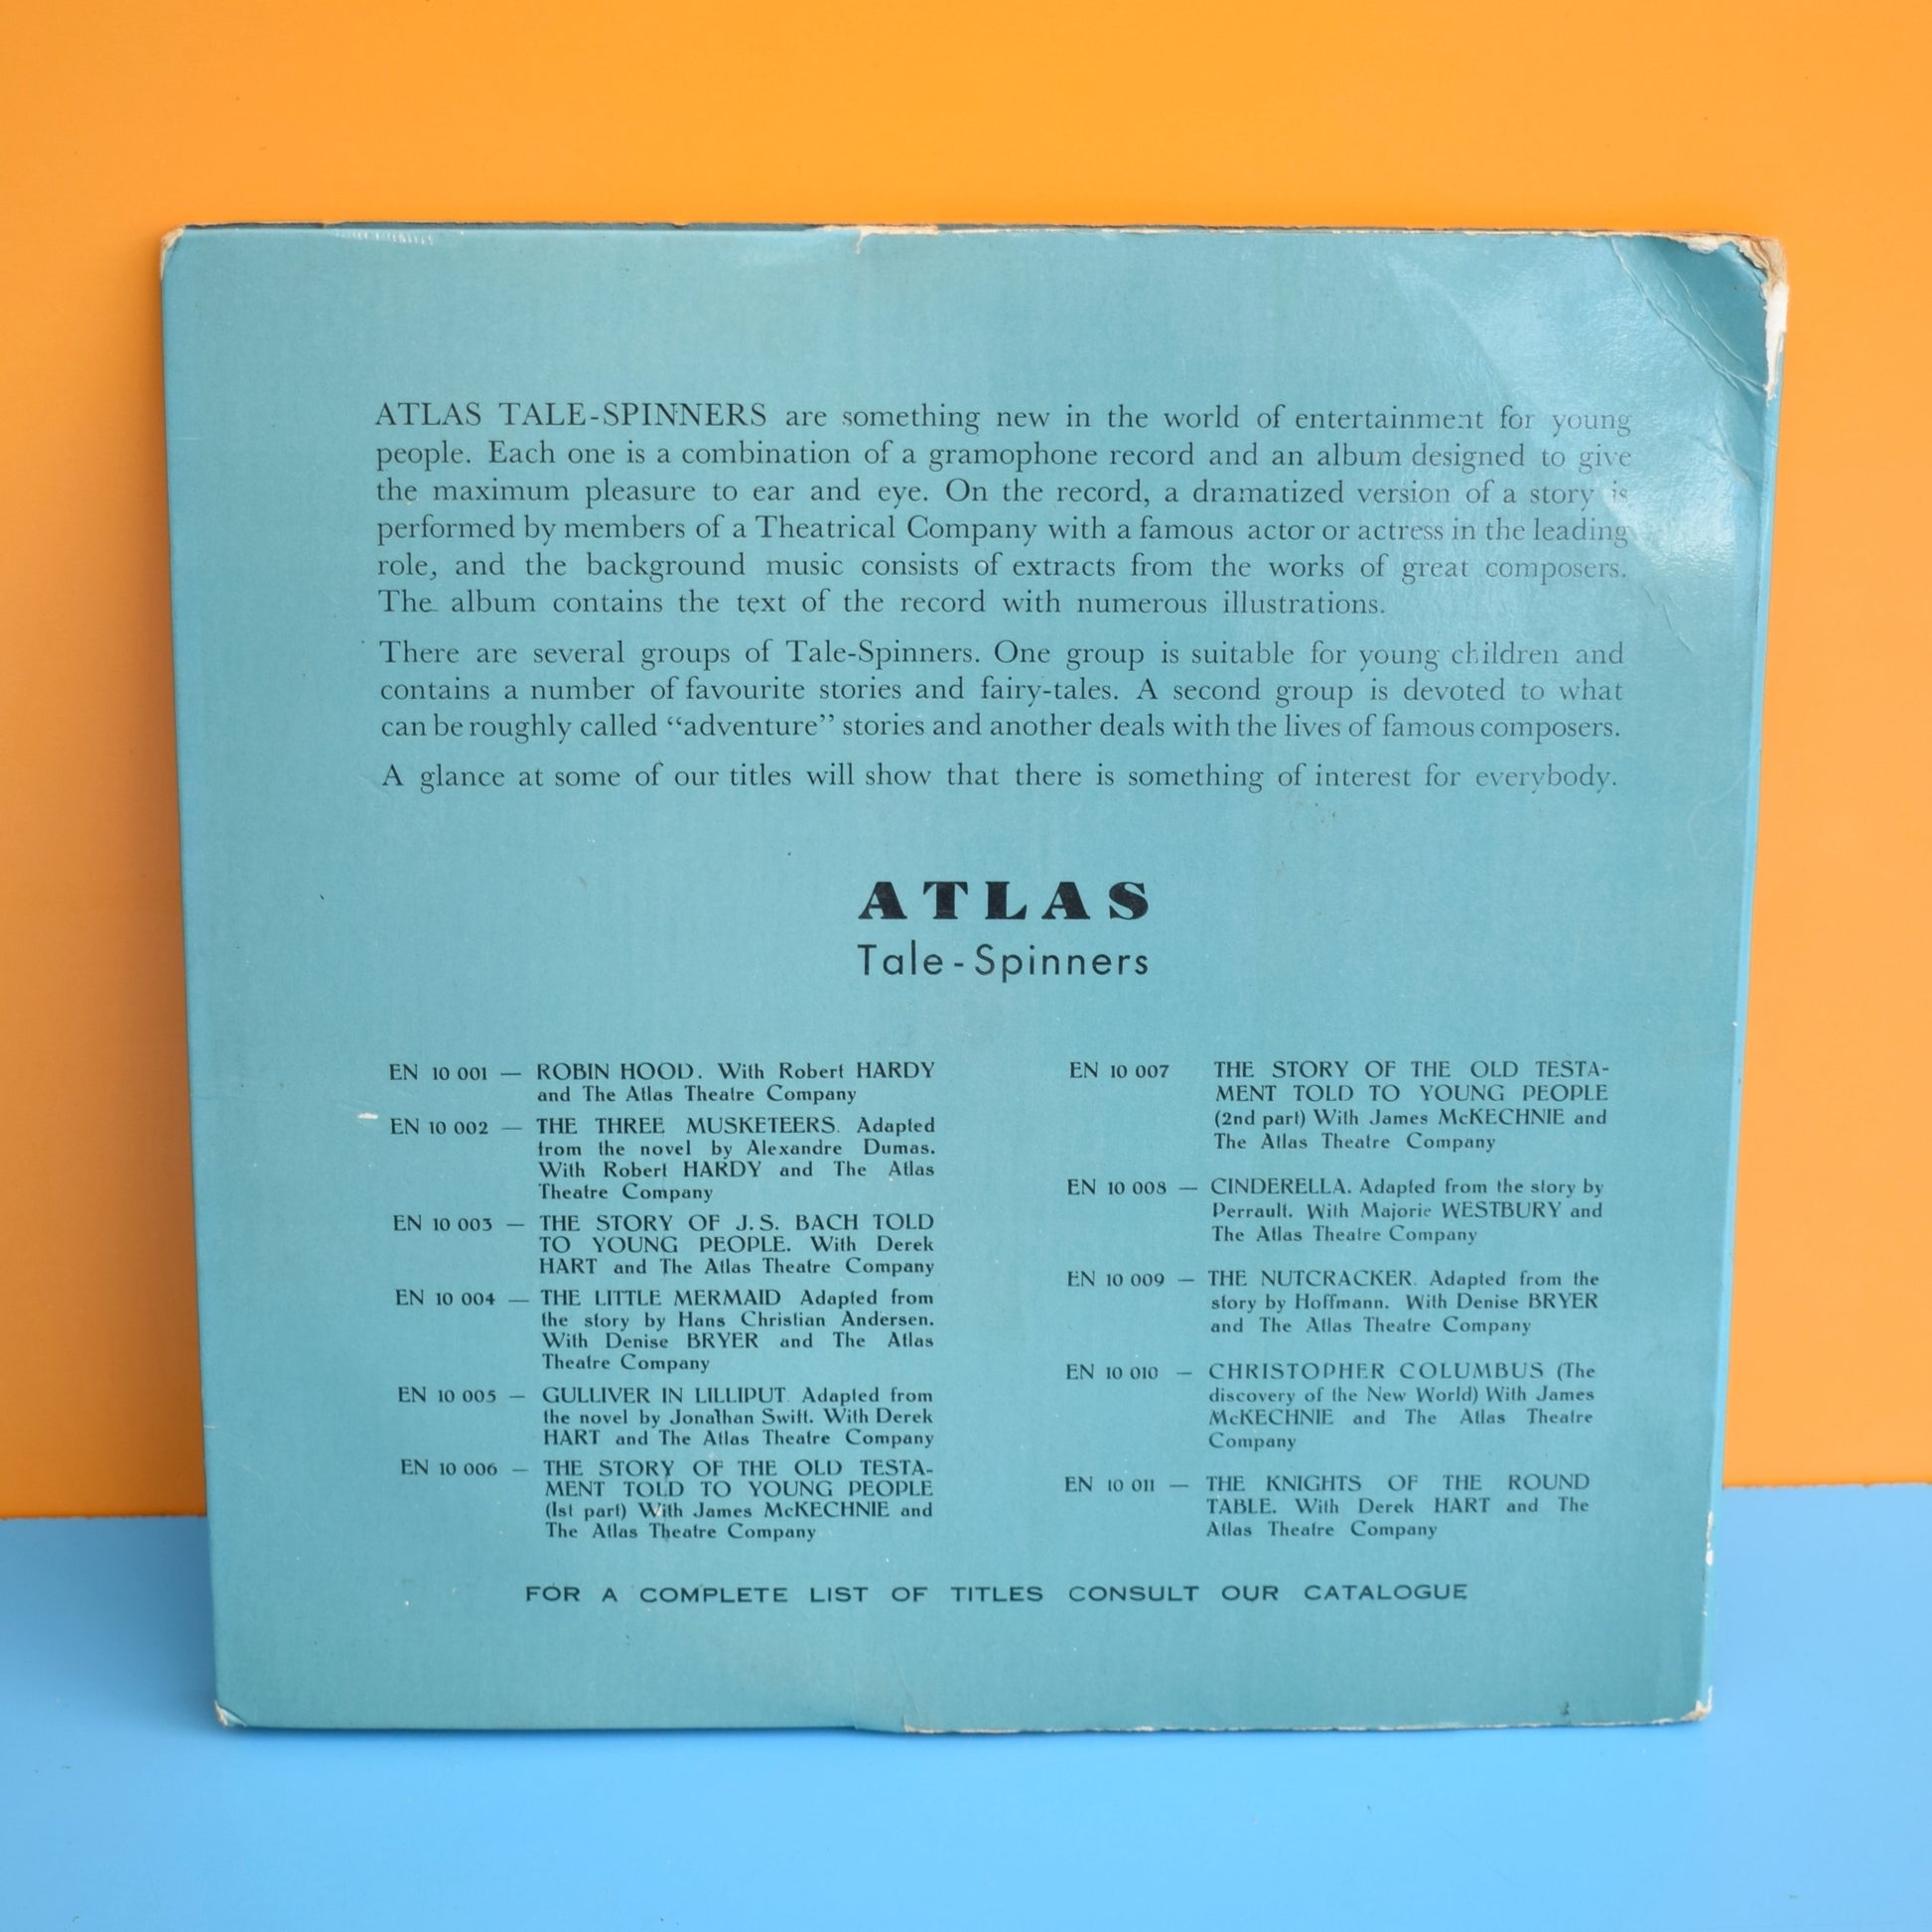 ATLAS TALE-SPINNERS are something new in the world of entertainment for young
people. Each one is a combination of a gramophone record and an album designed to give
the maximum pleasure to ear and eye. On the record, a dramatized version of a story is
performed by members of a Theatrical Company with a famous actor or actress in the leading
role, and the background music consists of extracts from the works of great composers.
The album contains the text of the record with numerous illustrations.
There are several groups of Tale-Spinners. One group is suitable for young children and
contains a number of favourite stories and fairy-tales. A second group is devoted to what
can be roughly called “adventure” stories and another deals with the lives of famous composers.
A glance at some of our titles will show that there is something of interest for everybody.
ATLAS
Tale-Spinners
EN 10 001 — ROBIN HOOD. With Robert HARDY
and The Atlas Theatre Company
EN 10 002 — THE THREE MUSKETEERS. Adapted
from the novel by Alexandre Dumas.
With Robert HARDY and The Atlas
Theatre Company
EN 10 003 — THE STORY OF J. S. BACH TOLD
TO YOUNG PEOPLE. With Derek
HART and The Atlas Theatre Company
EN 10 004 — THE LITTLE MERMAID Adapted from
the story by Hans Christian Andersen.
With Denise BRYER and The Atlas
Theatre Company
EN 10 005 — GULLIVER IN LILLIPUT. Adapted from
the novel by Jonathan Swift. With Derek
HART and The Atlas Theatre Company
EN 10 006 — THE STORY OF THE OLD TESTA-
MENT TOLD TO YOUNG PEOPLE
(1st part) With James McKECHNIE and
The Atlas Theatre Company
EN 10 007 THE STORY OF THE OLD TESTA-
MENT TOLD TO YOUNG PEOPLE
(2nd part) With James McKECHNIE and
The Atlas Theatre Company
EN 10 008 — CINDERELLA. Adapted from the story by
Perrault. With Majorie WESTBURY and
The Atlas Theatre Company
EN 10 009 — THE NUTCRACKER. Adapted from the
story by Hoffmann. With Denise BRYER
and The Atlas Theatre Company
EN 10 010 — CHRISTOPHER COLUMBUS (The
discovery of the New World) With James
McKECHNIE and The Atlas Theatre
Company
EN 10 011 — THE KNIGHTS OF THE ROUND
TABLE. With Derek HART and The
Atlas Theatre Company
FOR A COMPLETE LIST OF TITLES CONSULT OUR CATALOGUE